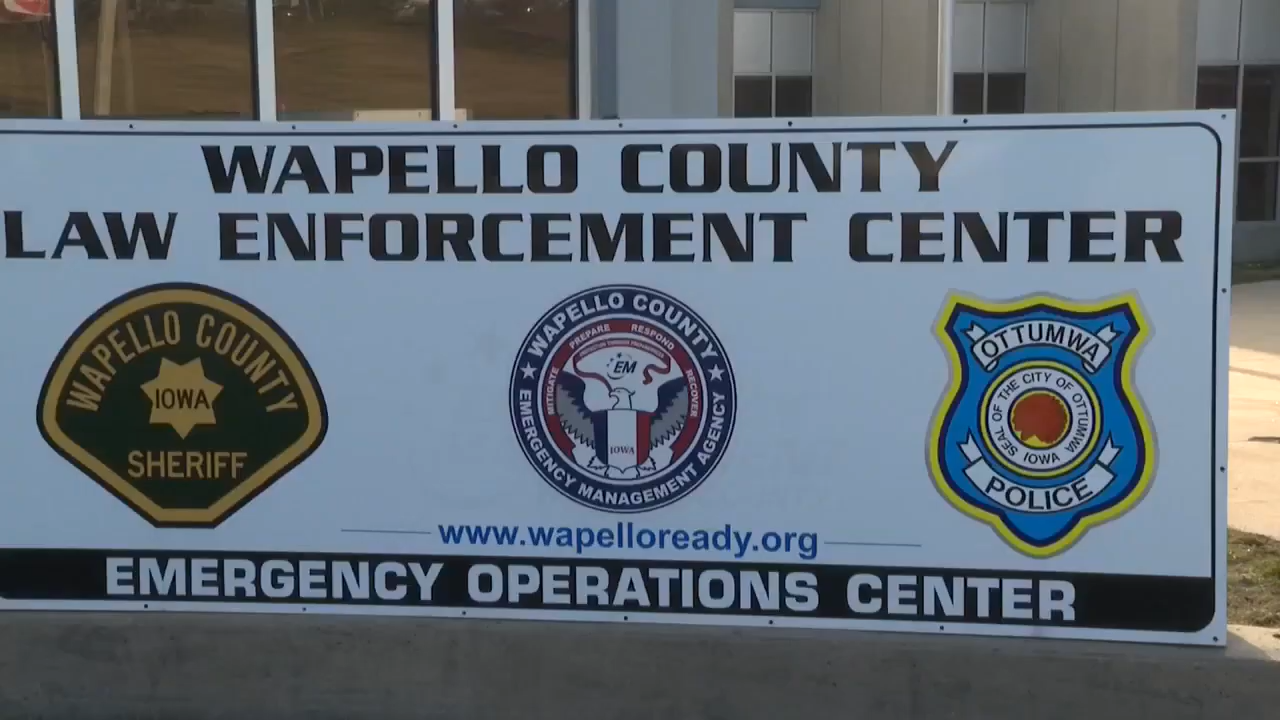 WAPELLO COUNTY
LAW ENFORCEMENT CENTER
WAPELLO COUNTY
IOWA
SHERIFF
WAPELLO COUNTY
PREPARE RESPOND
MITIGATE
EM
RECOVER
IOWA
EMERGENCY MANAGEMENT AGENCY
OTTUMWA
SEAL OF THE CITY OF OTTUMWA
IOWA
POLICE
www.wapelloready.org
EMERGENCY OPERATIONS CENTER